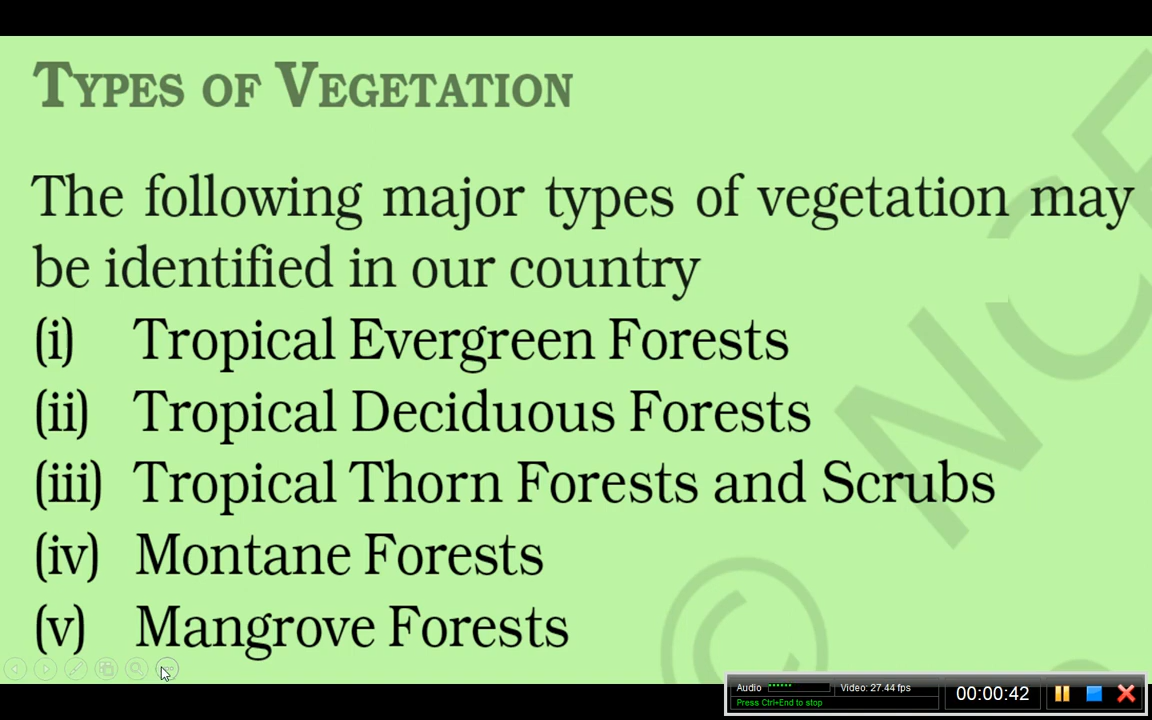 TYPES OF VEGETATION
The following major types of vegetation may
be identified in our country
(i) Tropical Evergreen Forests
(ii) Tropical Deciduous Forests
(iii) Tropical Thorn Forests and Scrubs
(iv) Montane Forests
(v) Mangrove Forests
© NCE
Audio Video: 27.44 fps
Press Ctrl+End to stop
00:00:42